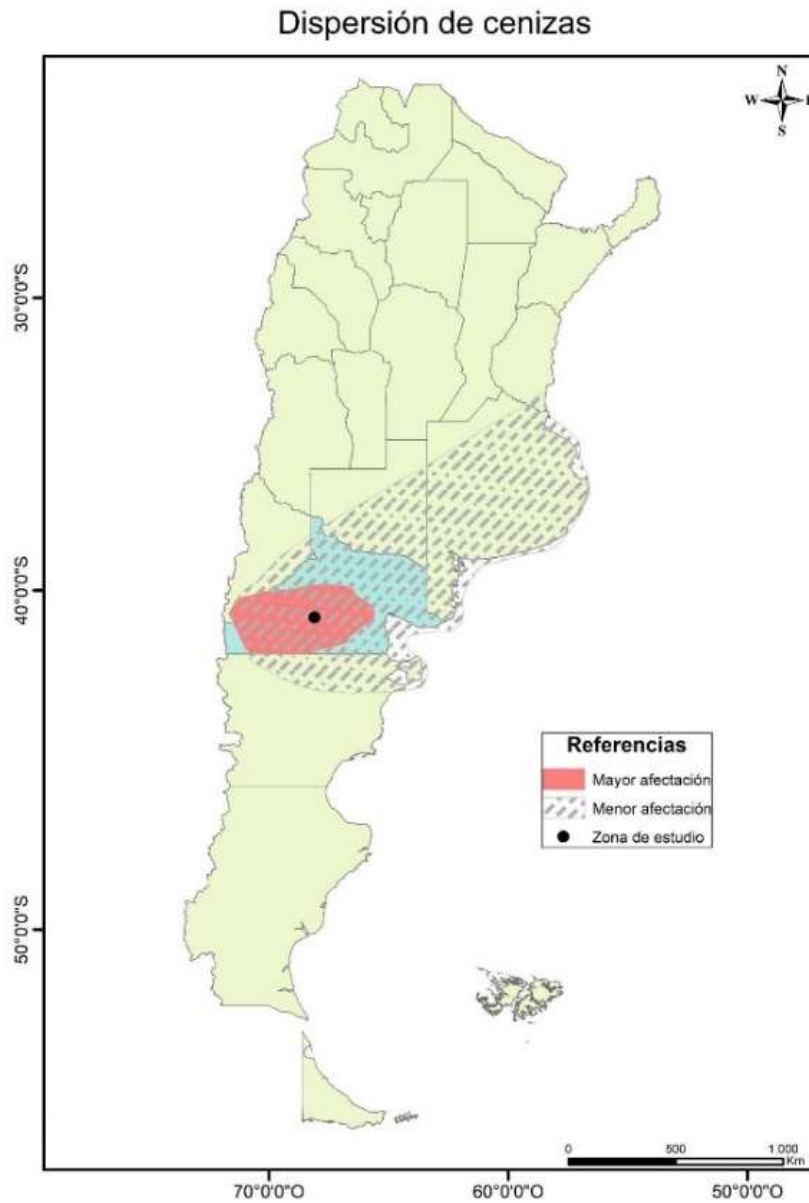 Dispersión de cenizas
N
W
S
30°0'0"S
40°0'0"S
50°0'0"S
Referencias
Mayor afectación
Menor afectación
Zona de estudio
0 500 1.000
Km
70°0'0"O 60°0'0"O 50°0'0"O